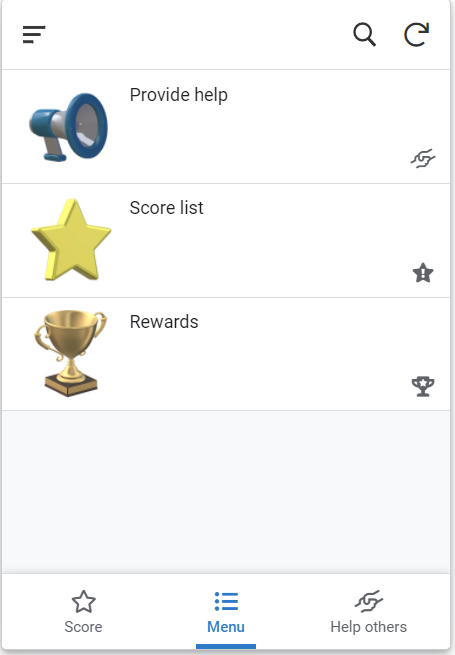 Provide help
Score list
Rewards
Score
Menu
Help others